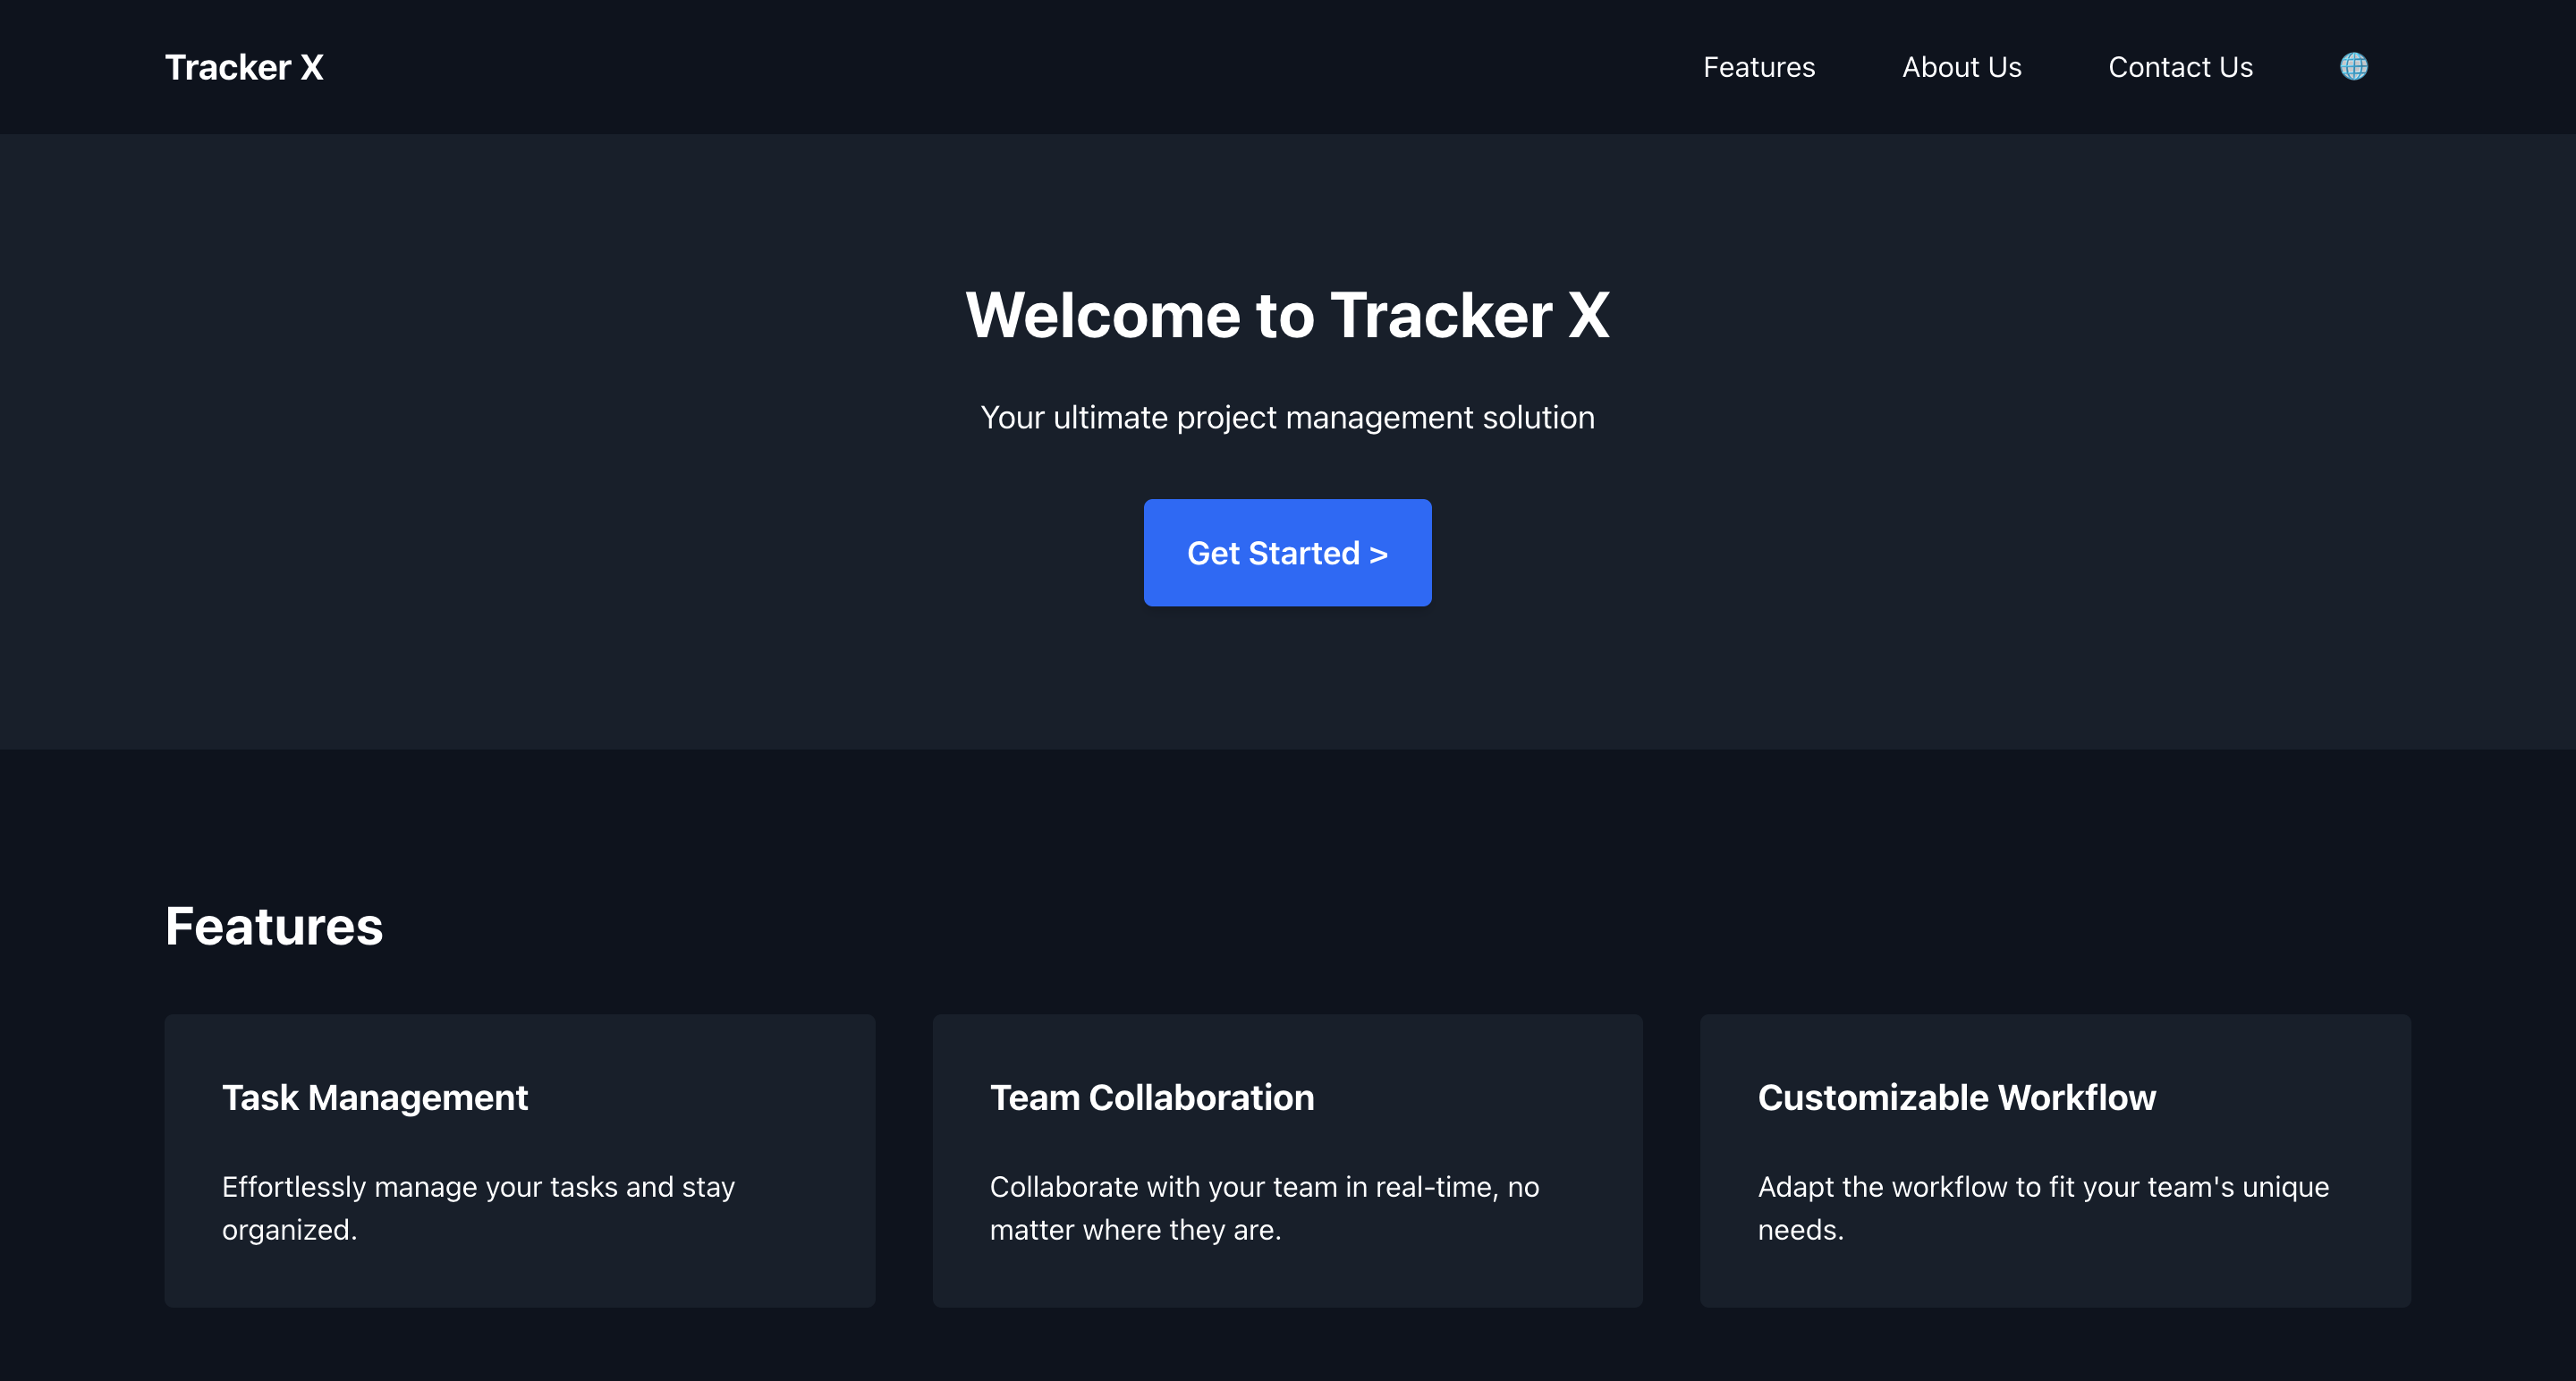 Tracker X
Features
About Us
Contact Us
Welcome to Tracker X
Your ultimate project management solution
Get Started >
Features
Task Management
Effortlessly manage your tasks and stay
organized.
Team Collaboration
Collaborate with your team in real-time, no
matter where they are.
Customizable Workflow
Adapt the workflow to fit your team's unique
needs.